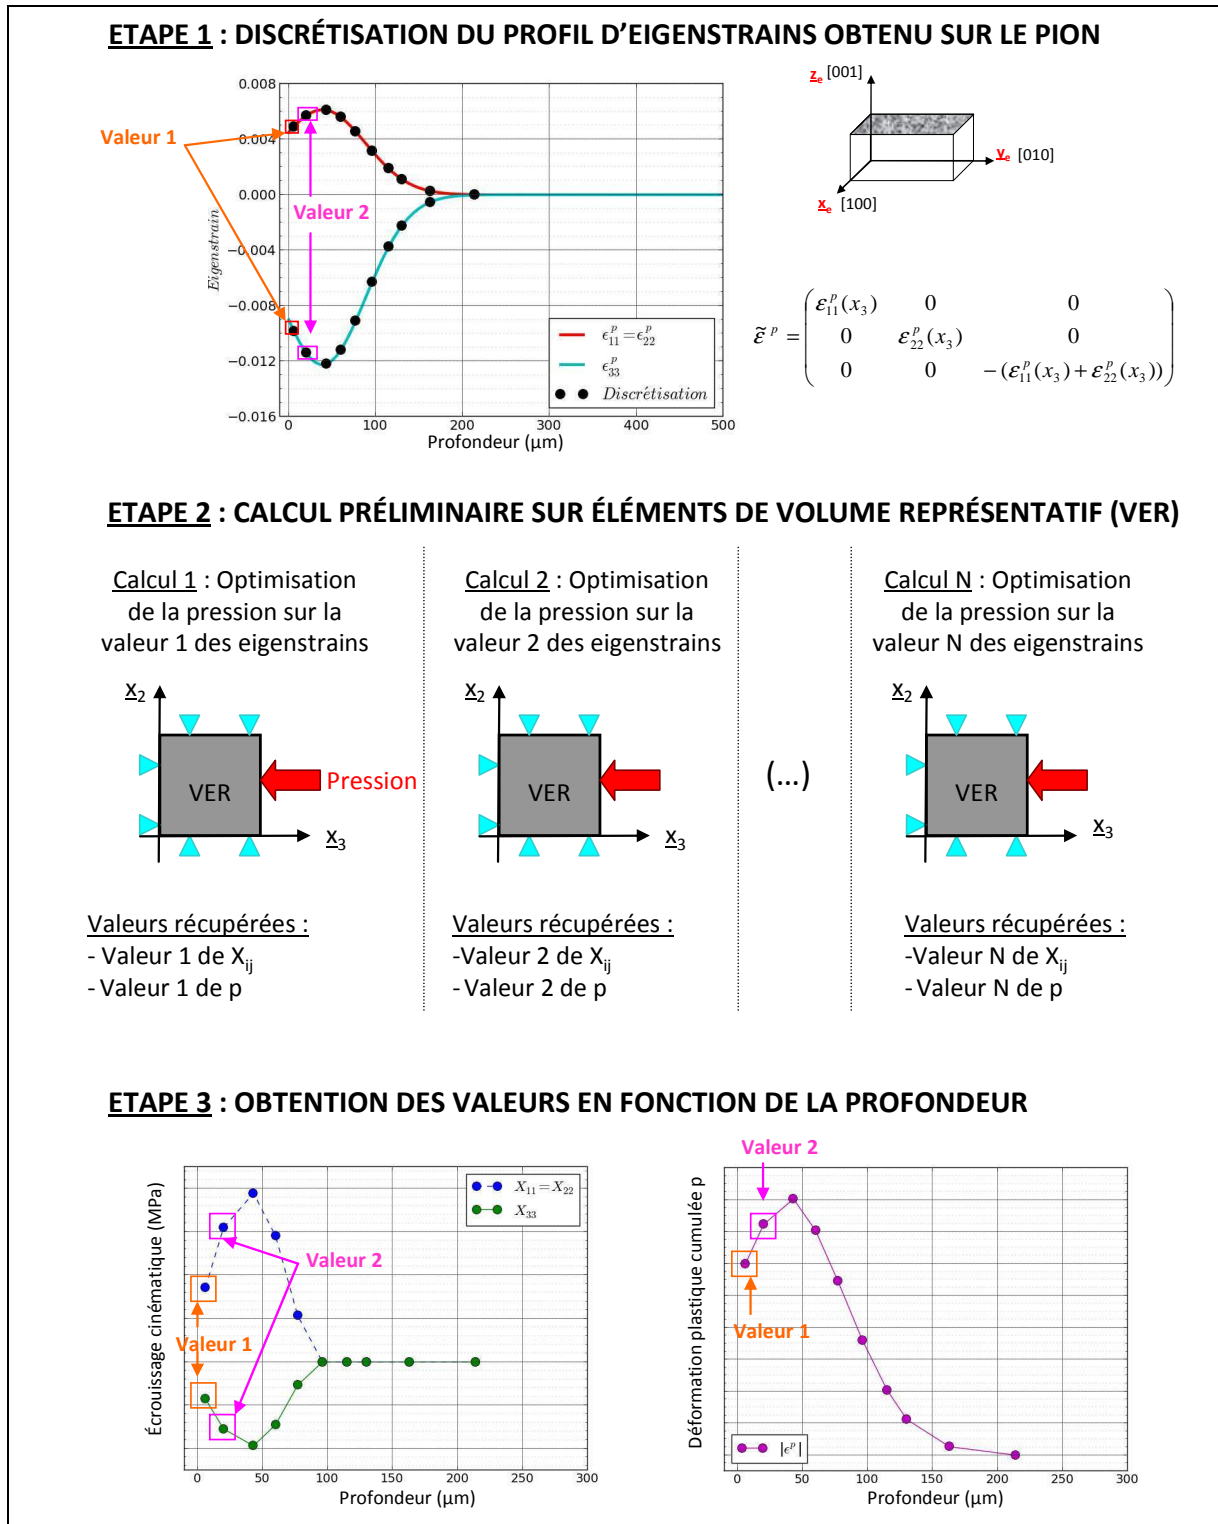 ETAPE 1 : DISCRÉTISATION DU PROFIL D’EIGENSTRAINS OBTENU SUR LE PION
0.008
0.004
0.000
−0.004
−0.008
−0.012
−0.016
Eigenstrain
0 100 200 300 400 500
Profondeur (µm)
Valeur 1
Valeur 2
ϵ₁₁ᵖ=ϵ₂₂ᵖ
ϵ₃₃ᵖ
Discrétisation
z_e [001]
y_e [010]
x_e [100]
ε̃ ᵖ = ( ε₁₁ᵖ(x₃) 0 0
0 ε₂₂ᵖ(x₃) 0
0 0 −(ε₁₁ᵖ(x₃)+ε₂₂ᵖ(x₃)) )
ETAPE 2 : CALCUL PRÉLIMINAIRE SUR ÉLÉMENTS DE VOLUME REPRÉSENTATIF (VER)
Calcul 1 : Optimisation
de la pression sur la
valeur 1 des eigenstrains
x₂
VER
Pression
x₃
Valeurs récupérées :
- Valeur 1 de X_ij
- Valeur 1 de p
Calcul 2 : Optimisation
de la pression sur la
valeur 2 des eigenstrains
x₂
VER
x₃
Valeurs récupérées :
-Valeur 2 de X_ij
- Valeur 2 de p
(...)
Calcul N : Optimisation
de la pression sur la
valeur N des eigenstrains
x₂
VER
x₃
Valeurs récupérées :
-Valeur N de X_ij
- Valeur N de p
ETAPE 3 : OBTENTION DES VALEURS EN FONCTION DE LA PROFONDEUR
Écrouissage cinématique (MPa)
X₁₁=X₂₂
X₃₃
Valeur 2
Valeur 1
0 50 100 150 200 250 300
Profondeur (µm)
Valeur 2
Déformation plastique cumulée p
Valeur 1
|ϵᵖ|
0 50 100 150 200 250 300
Profondeur (µm)